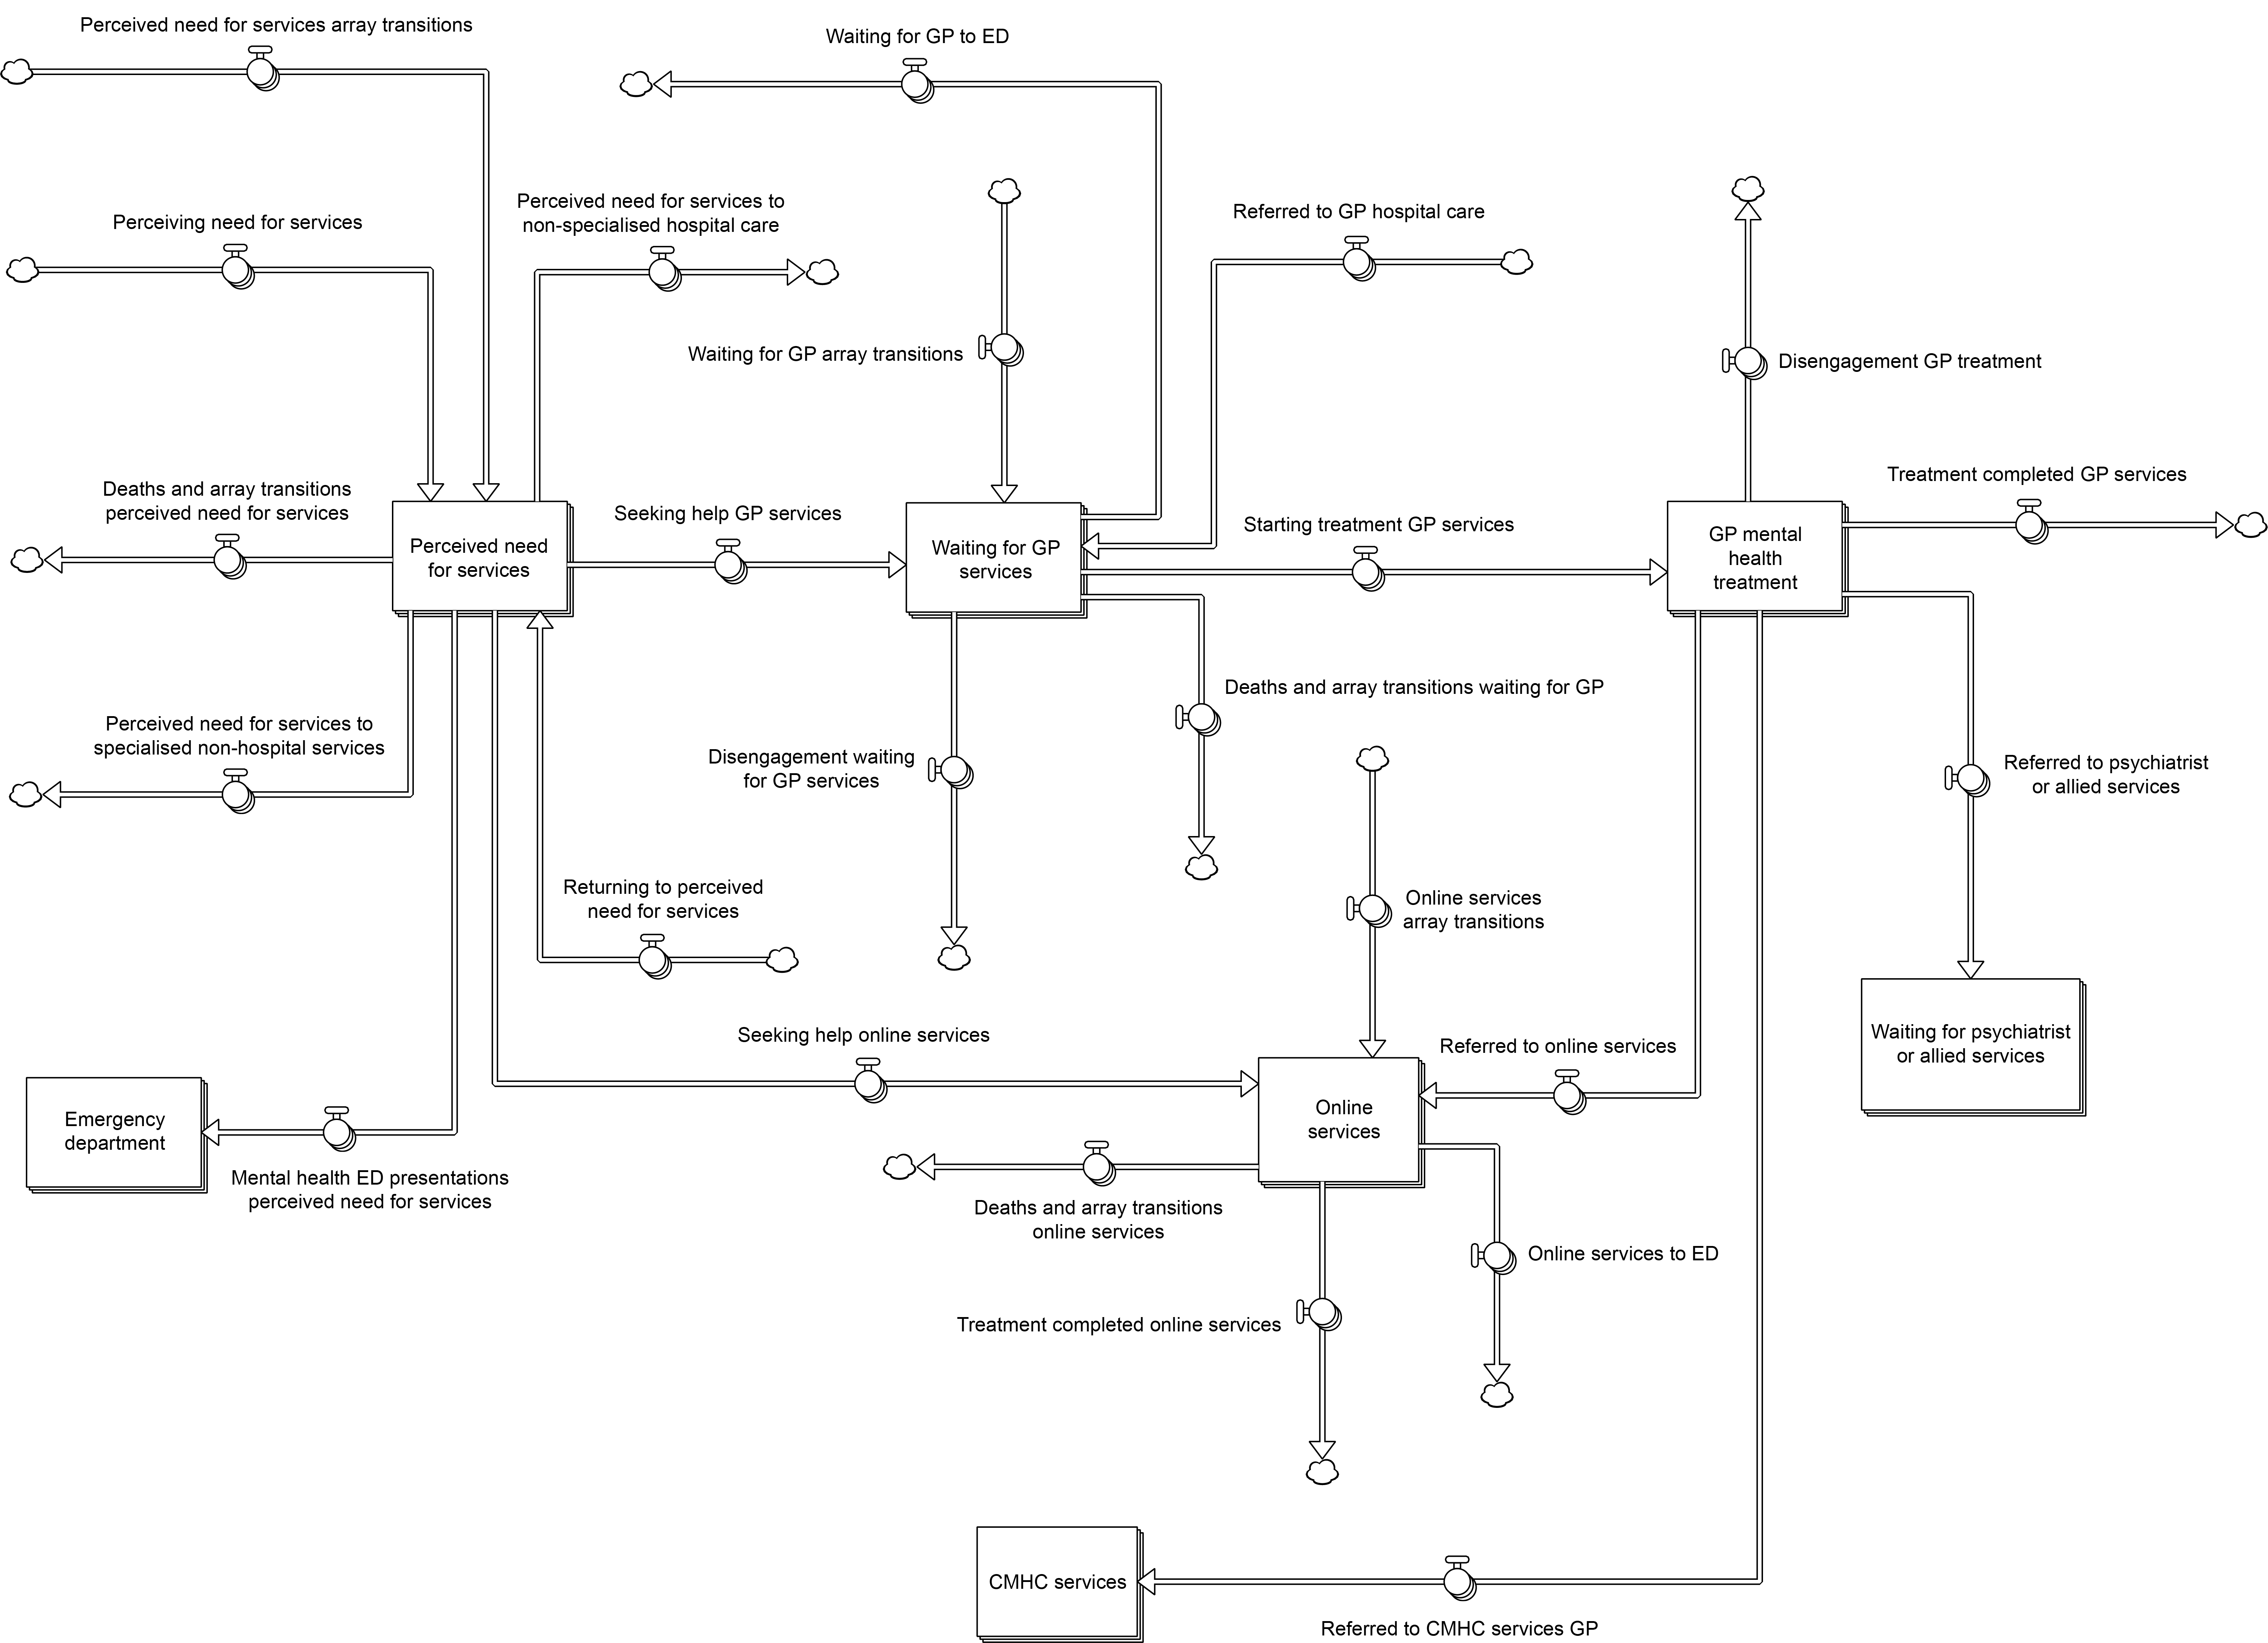 Perceived need for services array transitions
Waiting for GP to ED
Perceiving need for services
Perceived need for services to
non-specialised hospital care
Referred to GP hospital care
Waiting for GP array transitions
Disengagement GP treatment
Deaths and array transitions
perceived need for services
Seeking help GP services
Starting treatment GP services
Treatment completed GP services
Perceived need
for services
Waiting for GP
services
GP mental
health
treatment
Perceived need for services to
specialised non-hospital services
Disengagement waiting
for GP services
Deaths and array transitions waiting for GP
Referred to psychiatrist
or allied services
Returning to perceived
need for services
Online services
array transitions
Seeking help online services
Referred to online services
Waiting for psychiatrist
or allied services
Emergency
department
Online
services
Mental health ED presentations
perceived need for services
Deaths and array transitions
online services
Online services to ED
Treatment completed online services
CMHC services
Referred to CMHC services GP